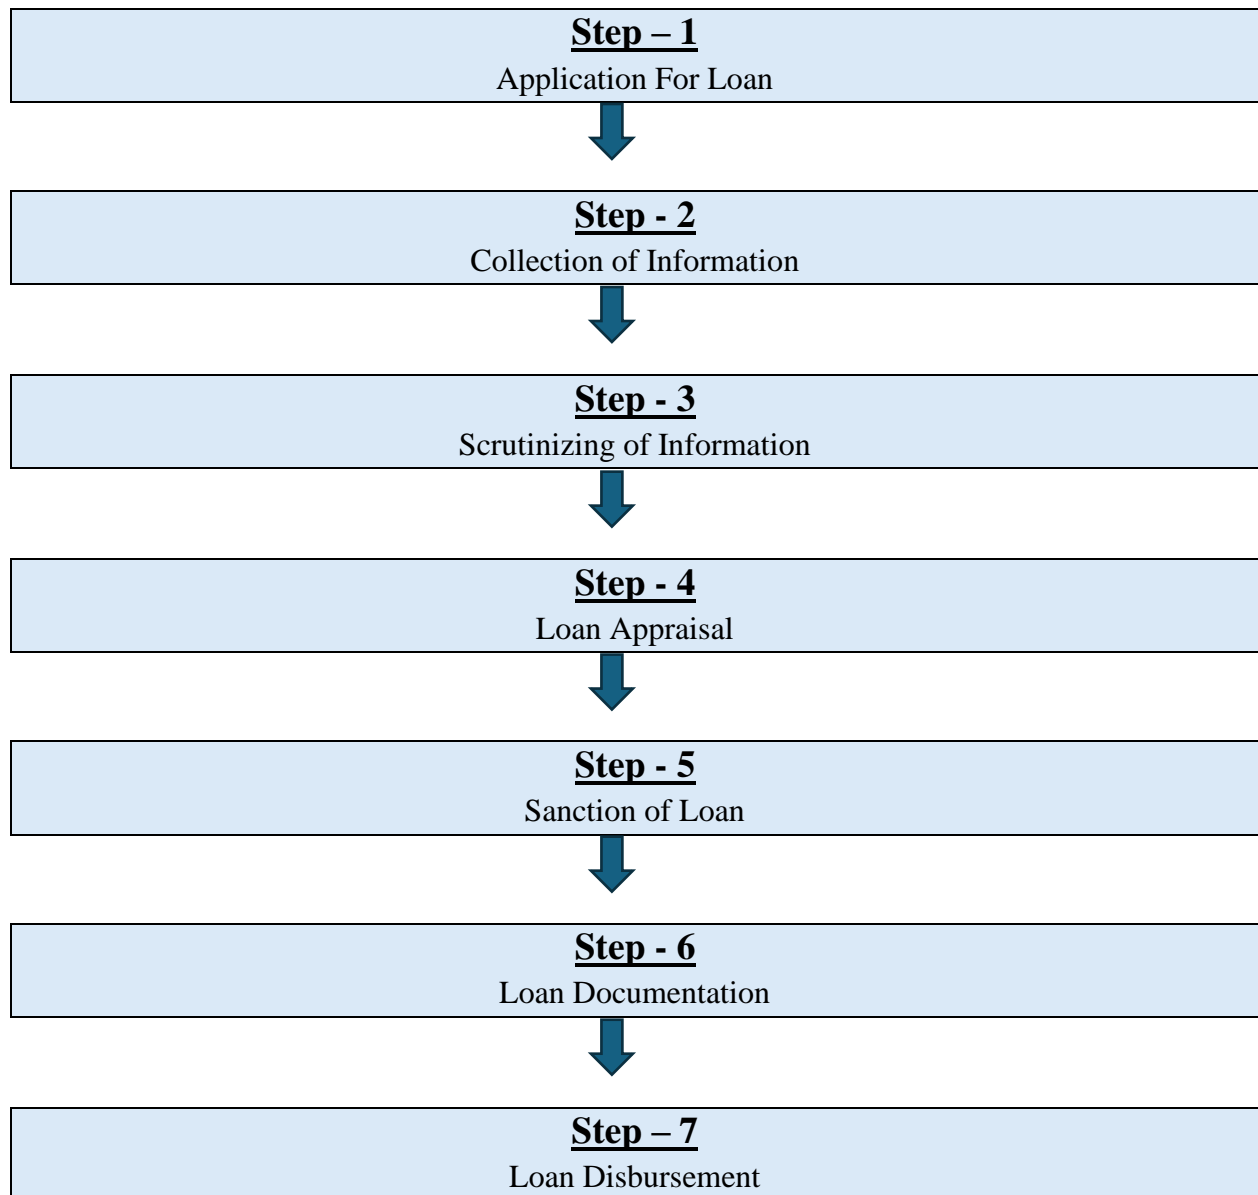 Step – 1
Application For Loan
Step - 2
Collection of Information
Step - 3
Scrutinizing of Information
Step - 4
Loan Appraisal
Step - 5
Sanction of Loan
Step - 6
Loan Documentation
Step – 7
Loan Disbursement